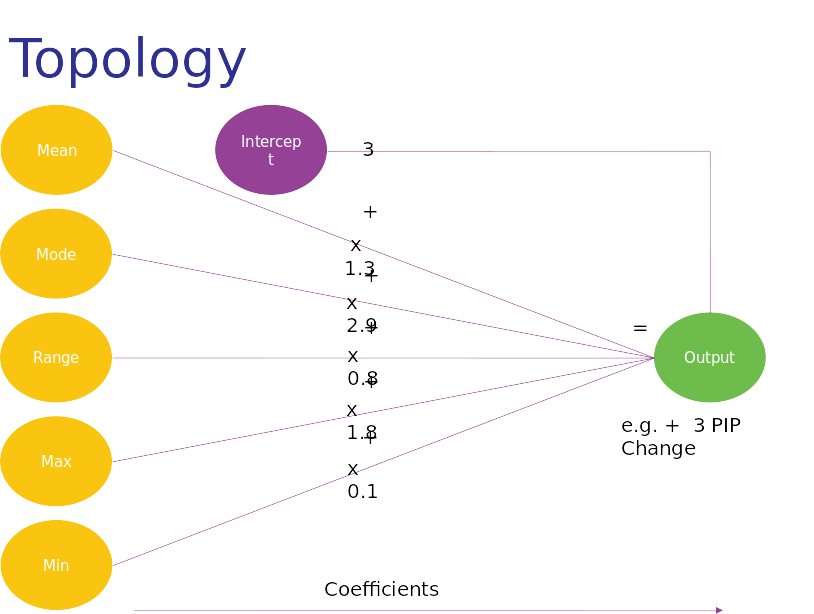 Topology
Mean
Intercep
t
3
+
x
1.3
+
Mode
x
2.9
+
=
Range
x
0.8
+
Output
x
1.8
+
e.g. +  3 PIP
Change
Max
x
0.1
Min
Coefficients